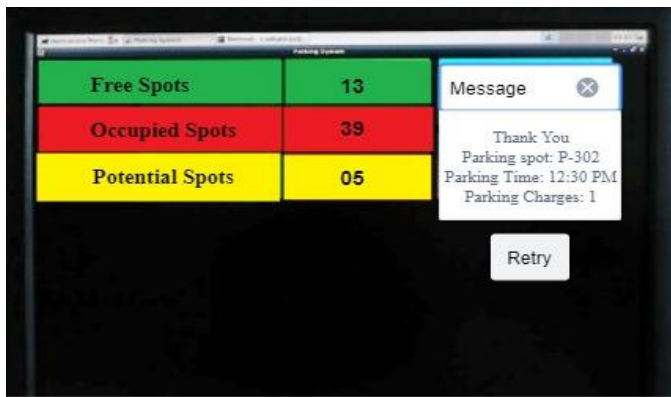 Parking System
Free Spots 13
Occupied Spots 39
Potential Spots 05
Message
Thank You
Parking spot: P-302
Parking Time: 12:30 PM
Parking Charges: 1
Retry